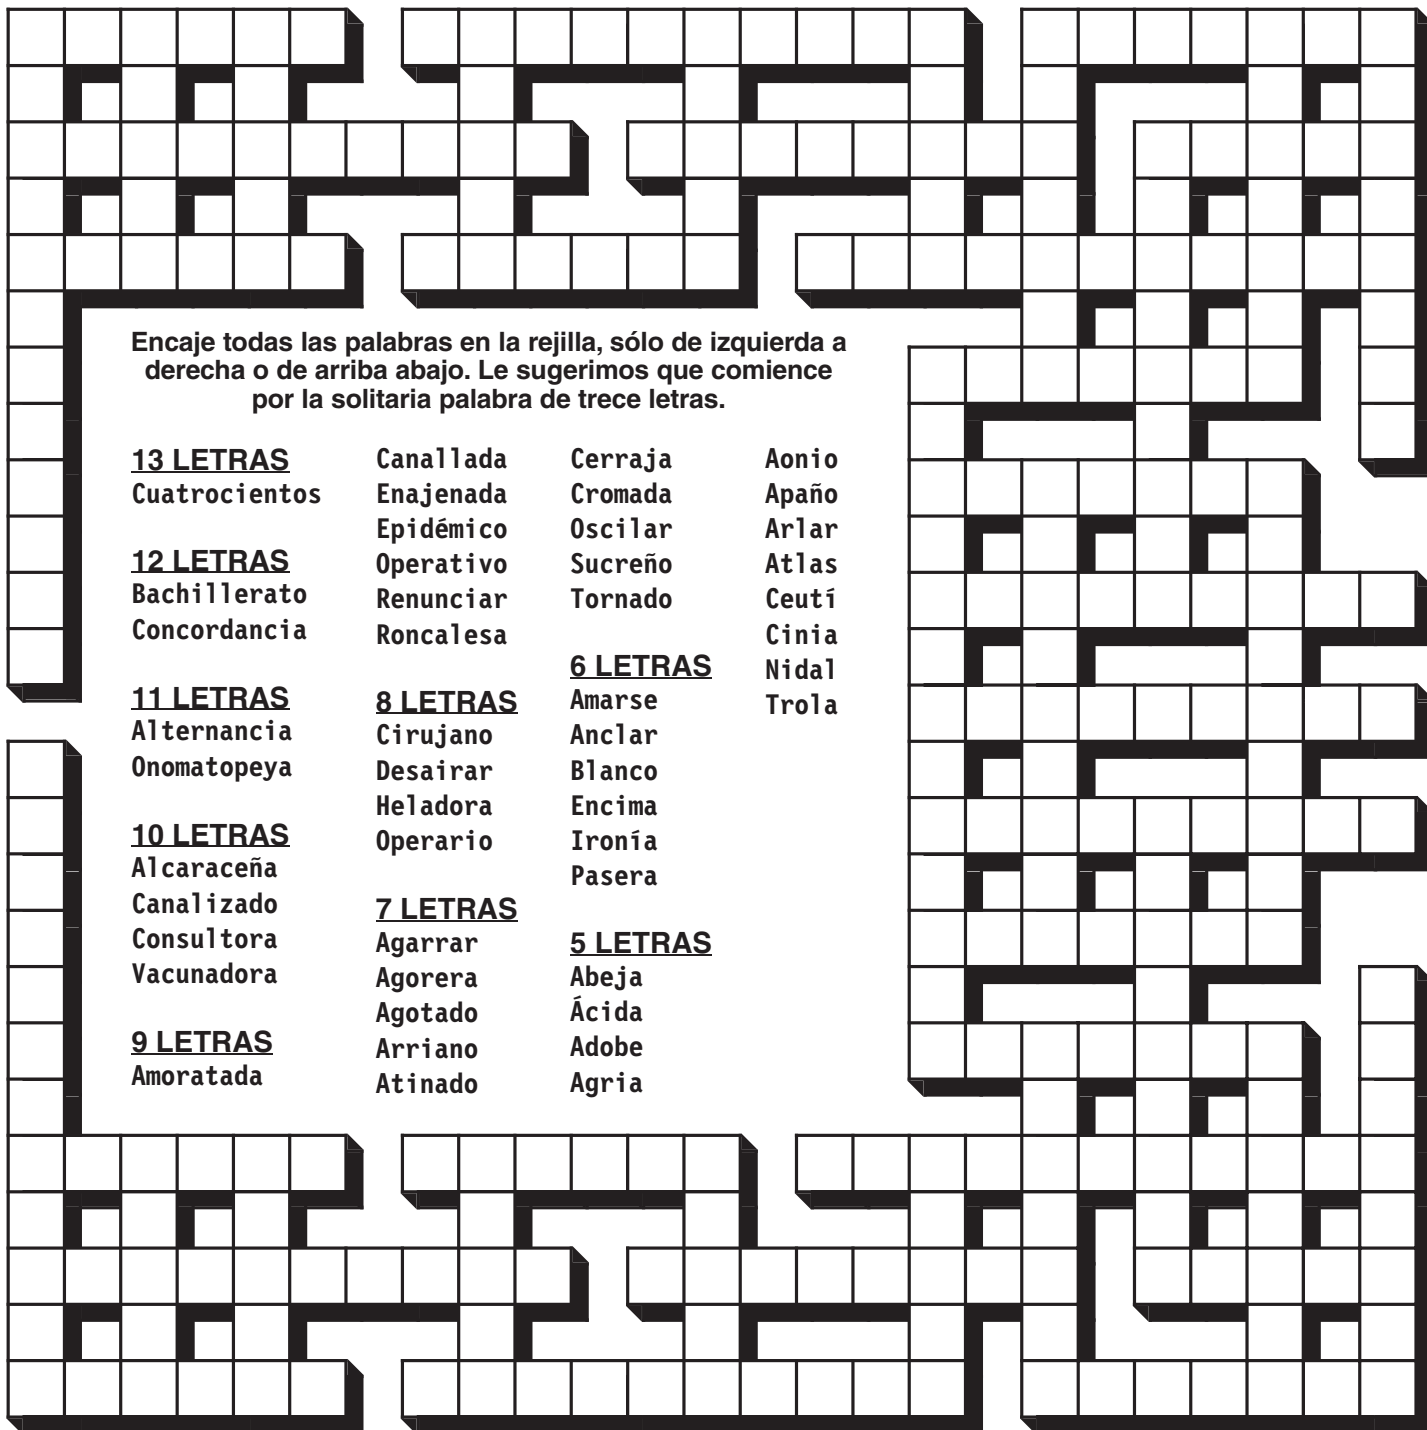 Encaje todas las palabras en la rejilla, sólo de izquierda a
derecha o de arriba abajo. Le sugerimos que comience
por la solitaria palabra de trece letras.
13 LETRAS
Cuatrocientos
12 LETRAS
Bachillerato
Concordancia
11 LETRAS
Alternancia
Onomatopeya
10 LETRAS
Alcaraceña
Canalizado
Consultora
Vacunadora
9 LETRAS
Amoratada
Canallada
Enajenada
Epidémico
Operativo
Renunciar
Roncalesa
8 LETRAS
Cirujano
Desairar
Heladora
Operario
7 LETRAS
Agarrar
Agorera
Agotado
Arriano
Atinado
Cerraja
Cromada
Oscilar
Sucreño
Tornado
6 LETRAS
Amarse
Anclar
Blanco
Encima
Ironía
Pasera
5 LETRAS
Abeja
Ácida
Adobe
Agria
Aonio
Apaño
Arlar
Atlas
Ceutí
Cinia
Nidal
Trola